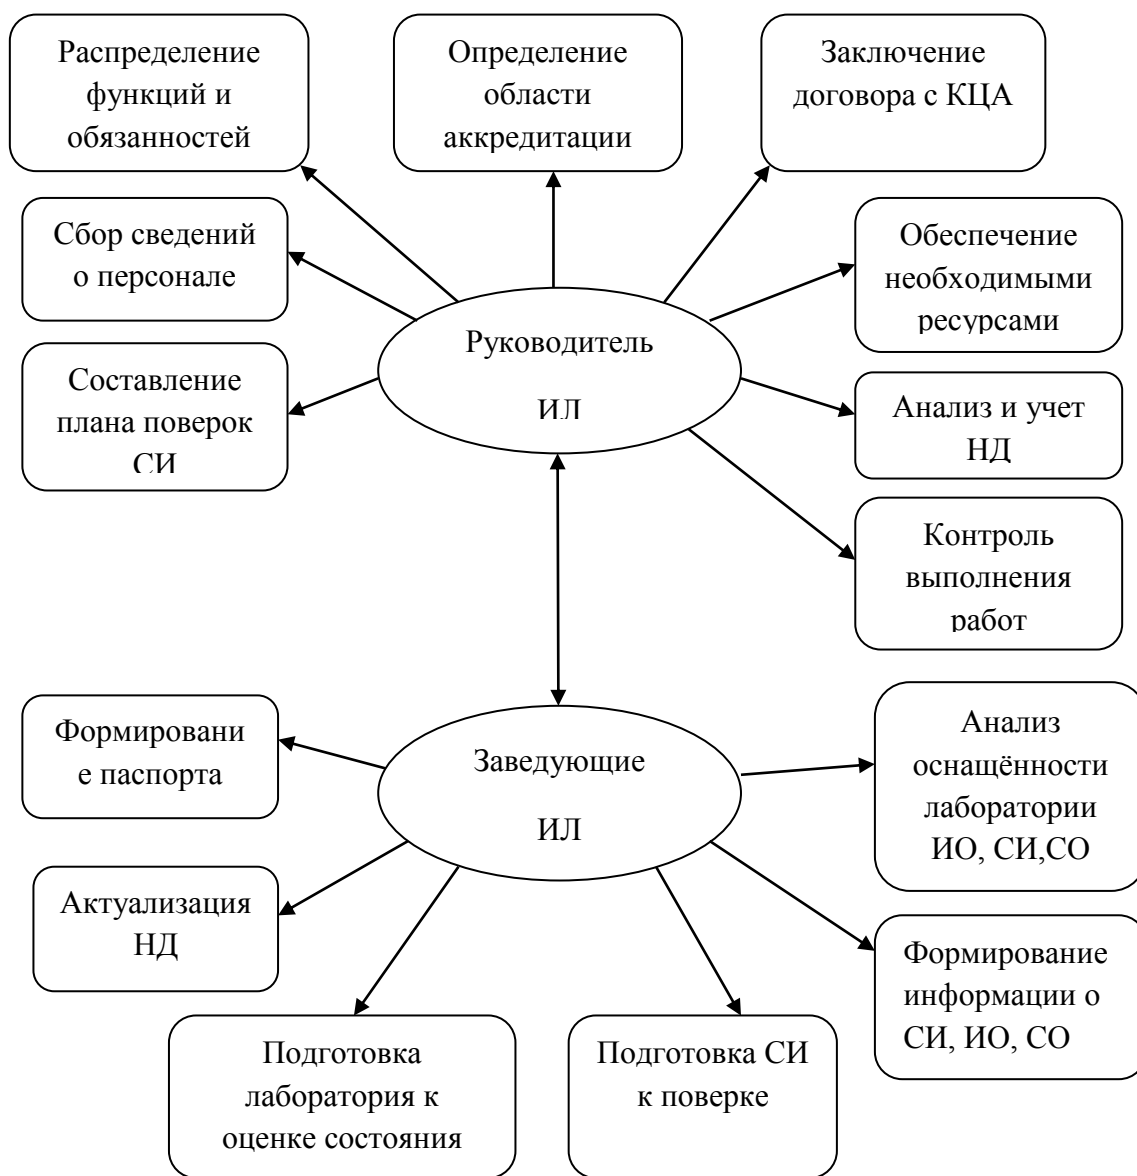 Распределение
функций и
обязанностей
Определение
области
аккредитации
Заключение
договора с КЦА
Сбор сведений
о персонале
Обеспечение
необходимыми
ресурсами
Руководитель
ИЛ
Составление
плана поверок
СИ
Анализ и учет
НД
Контроль
выполнения
работ
Формировани
е паспорта
Заведующие
ИЛ
Анализ
оснащённости
лаборатории
ИО, СИ,СО
Актуализация
НД
Формирование
информации о
СИ, ИО, СО
Подготовка
лаборатория к
оценке состояния
Подготовка СИ
к поверке